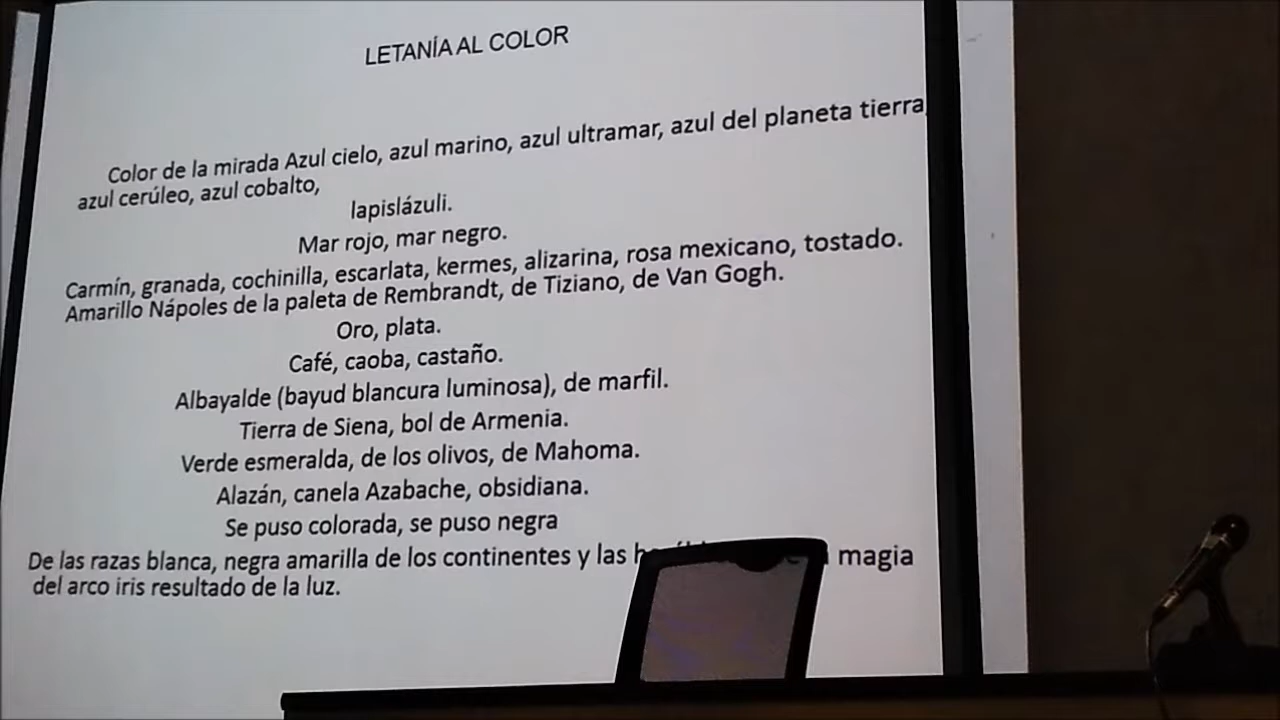 LETANÍA AL COLOR
Color de la mirada Azul cielo, azul marino, azul ultramar, azul del planeta tierra,
azul cerúleo, azul cobalto,
lapislázuli.
Mar rojo, mar negro.
Carmín, granada, cochinilla, escarlata, kermes, alizarina, rosa mexicano, tostado.
Amarillo Nápoles de la paleta de Rembrandt, de Tiziano, de Van Gogh.
Oro, plata.
Café, caoba, castaño.
Albayalde (bayud blancura luminosa), de marfil.
Tierra de Siena, bol de Armenia.
Verde esmeralda, de los olivos, de Mahoma.
Alazán, canela Azabache, obsidiana.
Se puso colorada, se puso negra
De las razas blanca, negra amarilla de los continentes y las magia
del arco iris resultado de la luz.